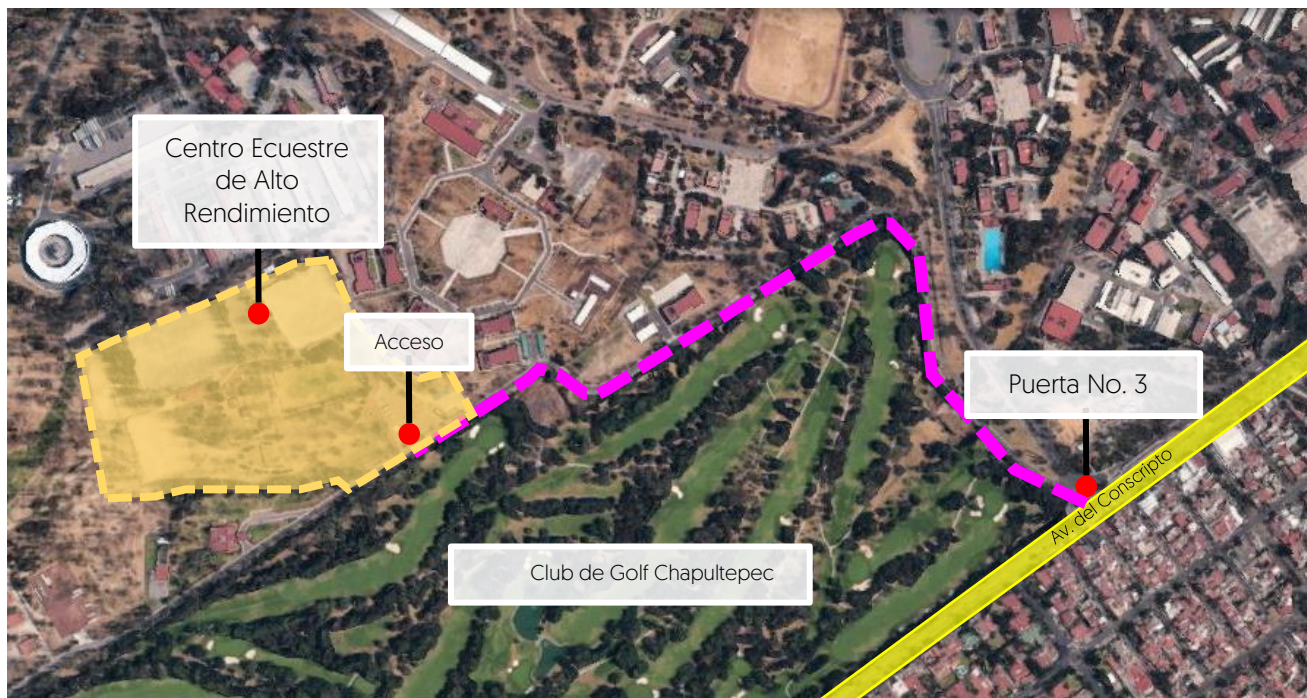 Centro Ecuestre
de Alto
Rendimiento
Acceso
Puerta No. 3
Av. del Conscripto
Club de Golf Chapultepec